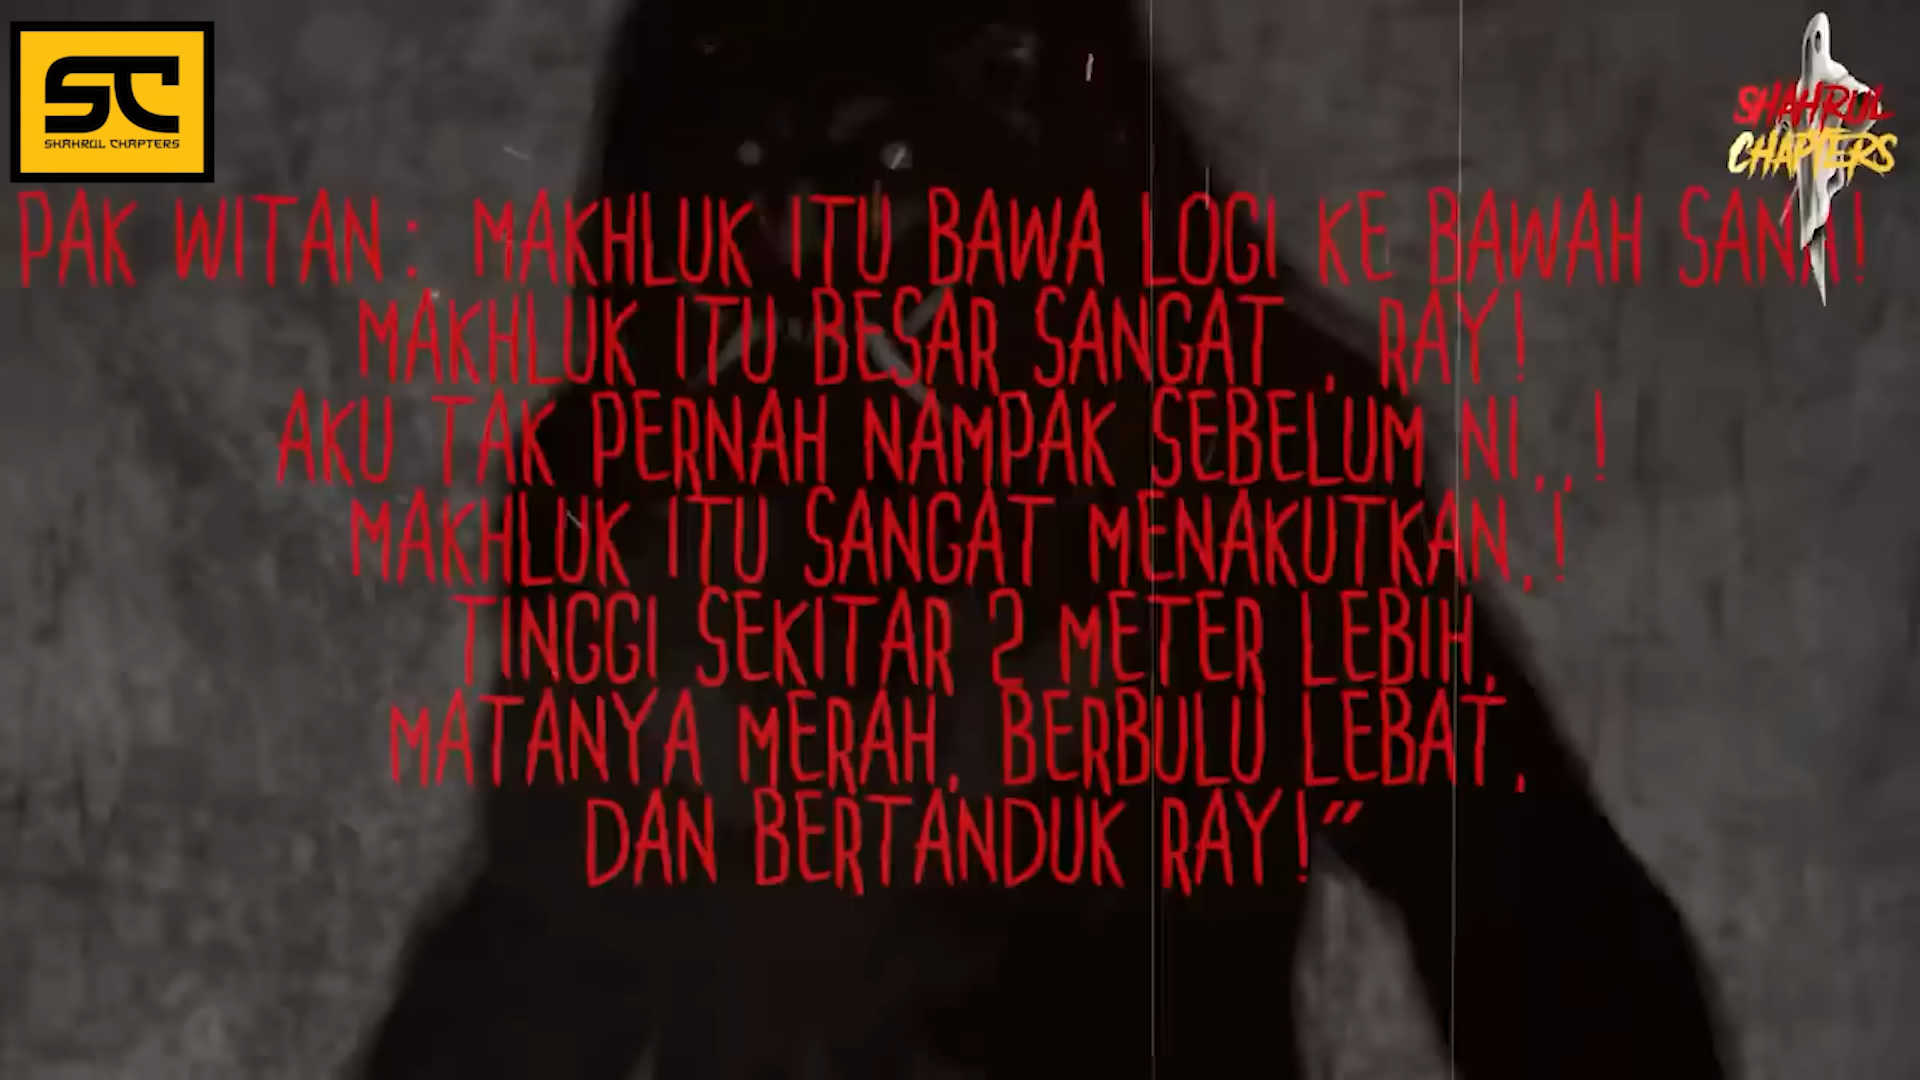 SC
SHAHRUL CHAPTERS
SHAHRUL
CHAPTERS
PAK WITAN: MAKHLUK ITU BAWA LOGI KE BAWAH SANA!
MAKHLUK ITU BESAR SANGAT, RAY!
AKU TAK PERNAH NAMPAK SEBELUM NI,,!
MAKHLUK ITU SANGAT MENAKUTKAN,!
TINGGI SEKITAR 2 METER LEBIH,
MATANYA MERAH, BERBULU LEBAT,
DAN BERTANDUK RAY!”